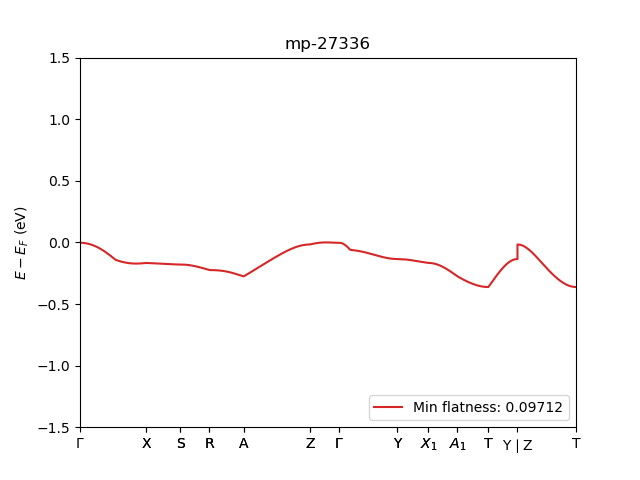 mp-27336
E − E_F (eV)
1.5
1.0
0.5
0.0
−0.5
−1.0
−1.5
Min flatness: 0.09712
Γ X S R A Z Γ Y X₁ A₁ T Y | Z T